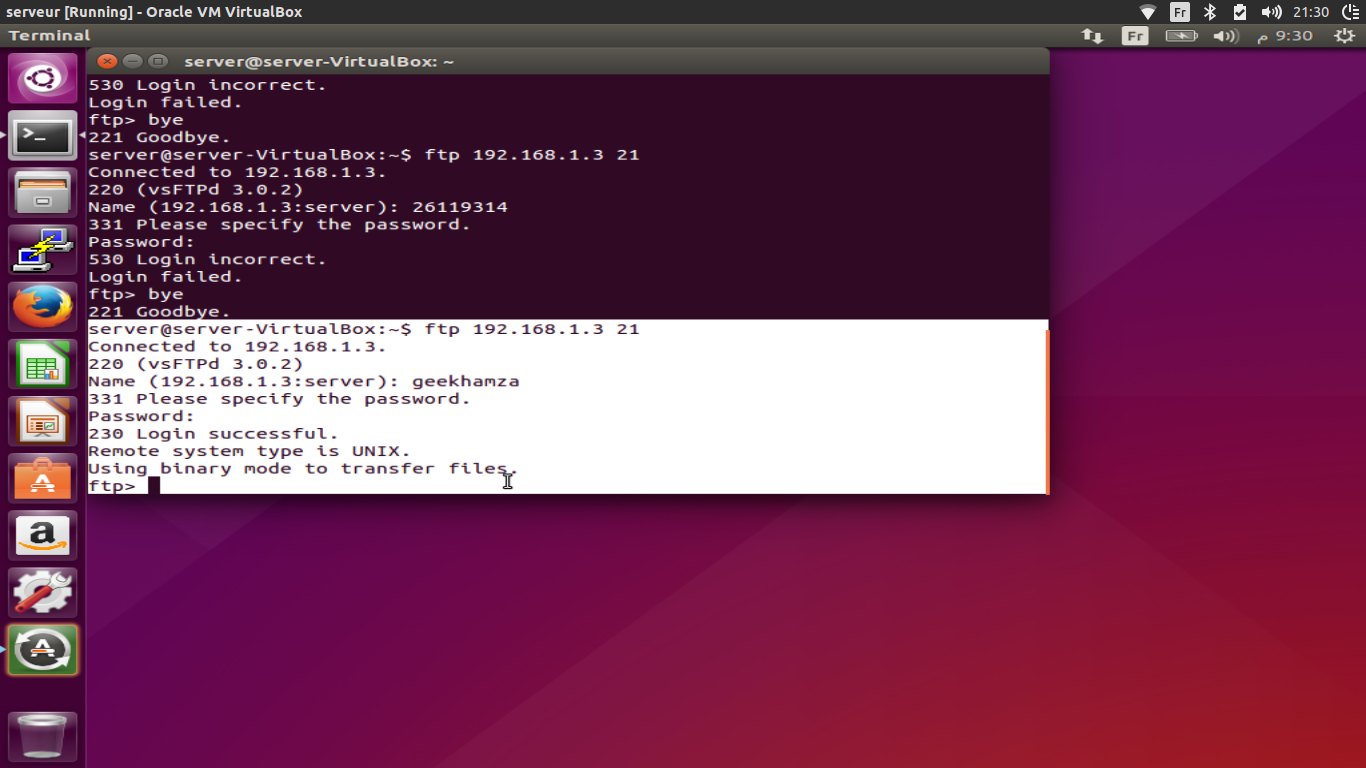 serveur [Running] - Oracle VM VirtualBox
Fr
21:30
Terminal
Fr
م 9:30
server@server-VirtualBox: ~
530 Login incorrect.
Login failed.
ftp> bye
221 Goodbye.
server@server-VirtualBox:~$ ftp 192.168.1.3 21
Connected to 192.168.1.3.
220 (vsFTPd 3.0.2)
Name (192.168.1.3:server): 26119314
331 Please specify the password.
Password:
530 Login incorrect.
Login failed.
ftp> bye
221 Goodbye.
server@server-VirtualBox:~$ ftp 192.168.1.3 21
Connected to 192.168.1.3.
220 (vsFTPd 3.0.2)
Name (192.168.1.3:server): geekhamza
331 Please specify the password.
Password:
230 Login successful.
Remote system type is UNIX.
Using binary mode to transfer files.
ftp>